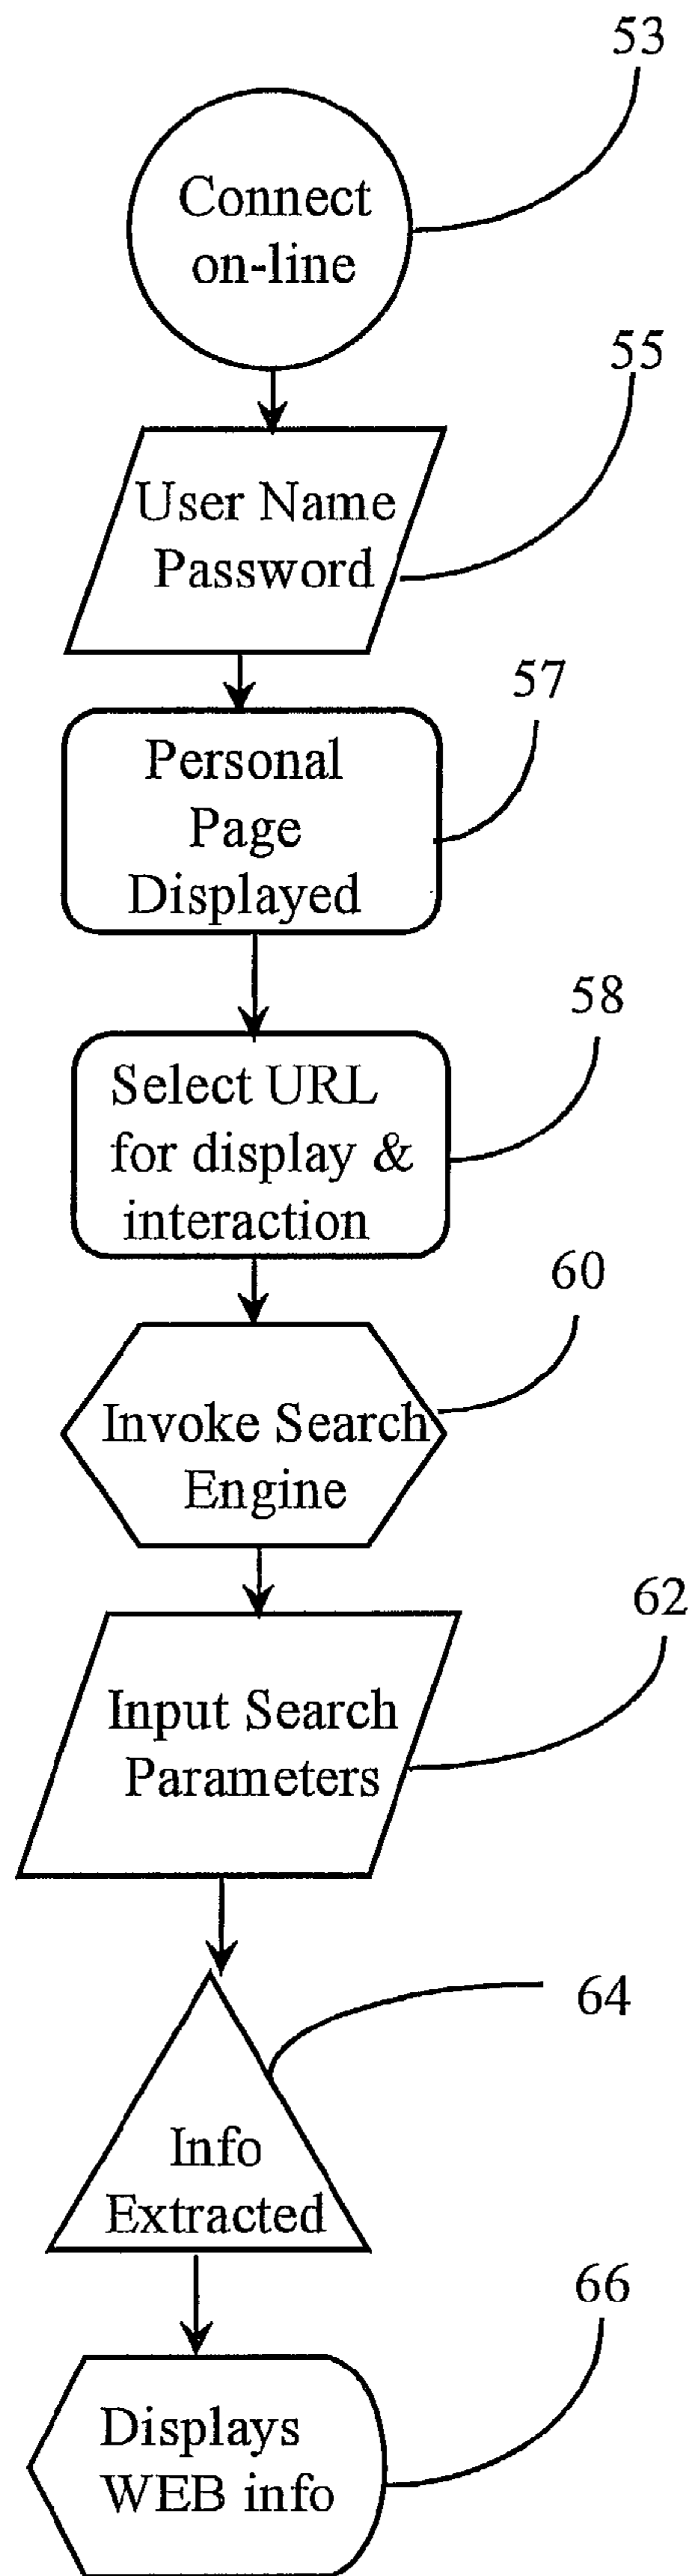 53
Connect
on-line
55
User Name
Password
57
Personal
Page
Displayed
58
Select URL
for display &
interaction
60
Invoke Search
Engine
62
Input Search
Parameters
64
Info
Extracted
66
Displays
WEB info